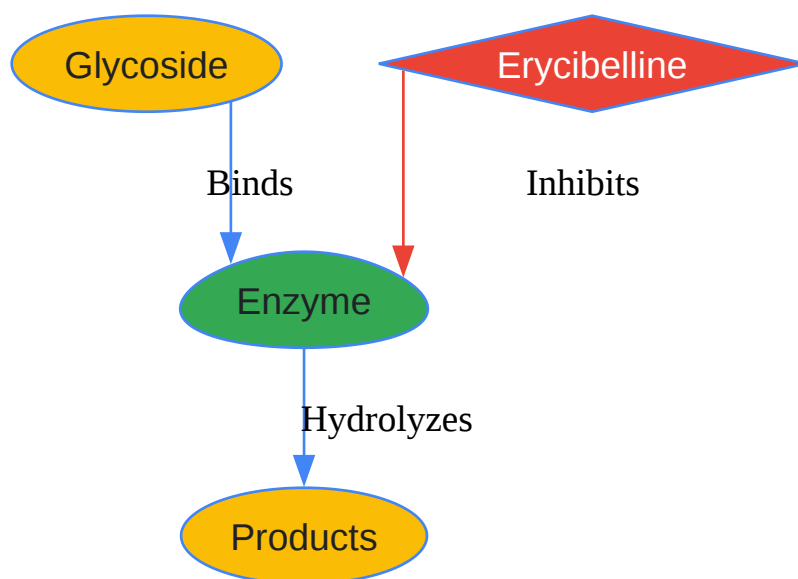 Glycoside
Erycibelline
Binds
Inhibits
Enzyme
Hydrolyzes
Products